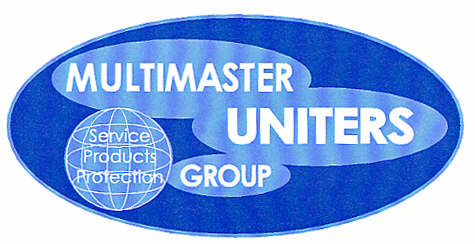 MULTIMASTER
UNITERS
Service
Products
Protection
GROUP